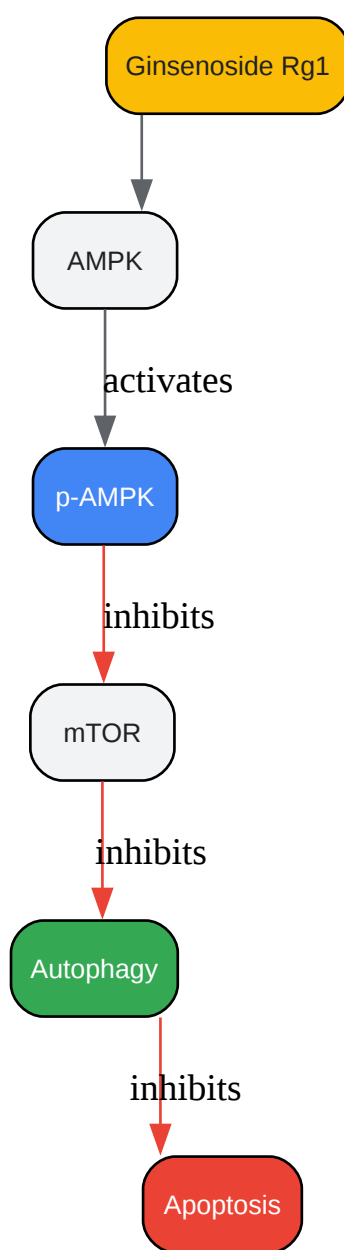 Ginsenoside Rg1
AMPK
activates
p-AMPK
inhibits
mTOR
inhibits
Autophagy
inhibits
Apoptosis